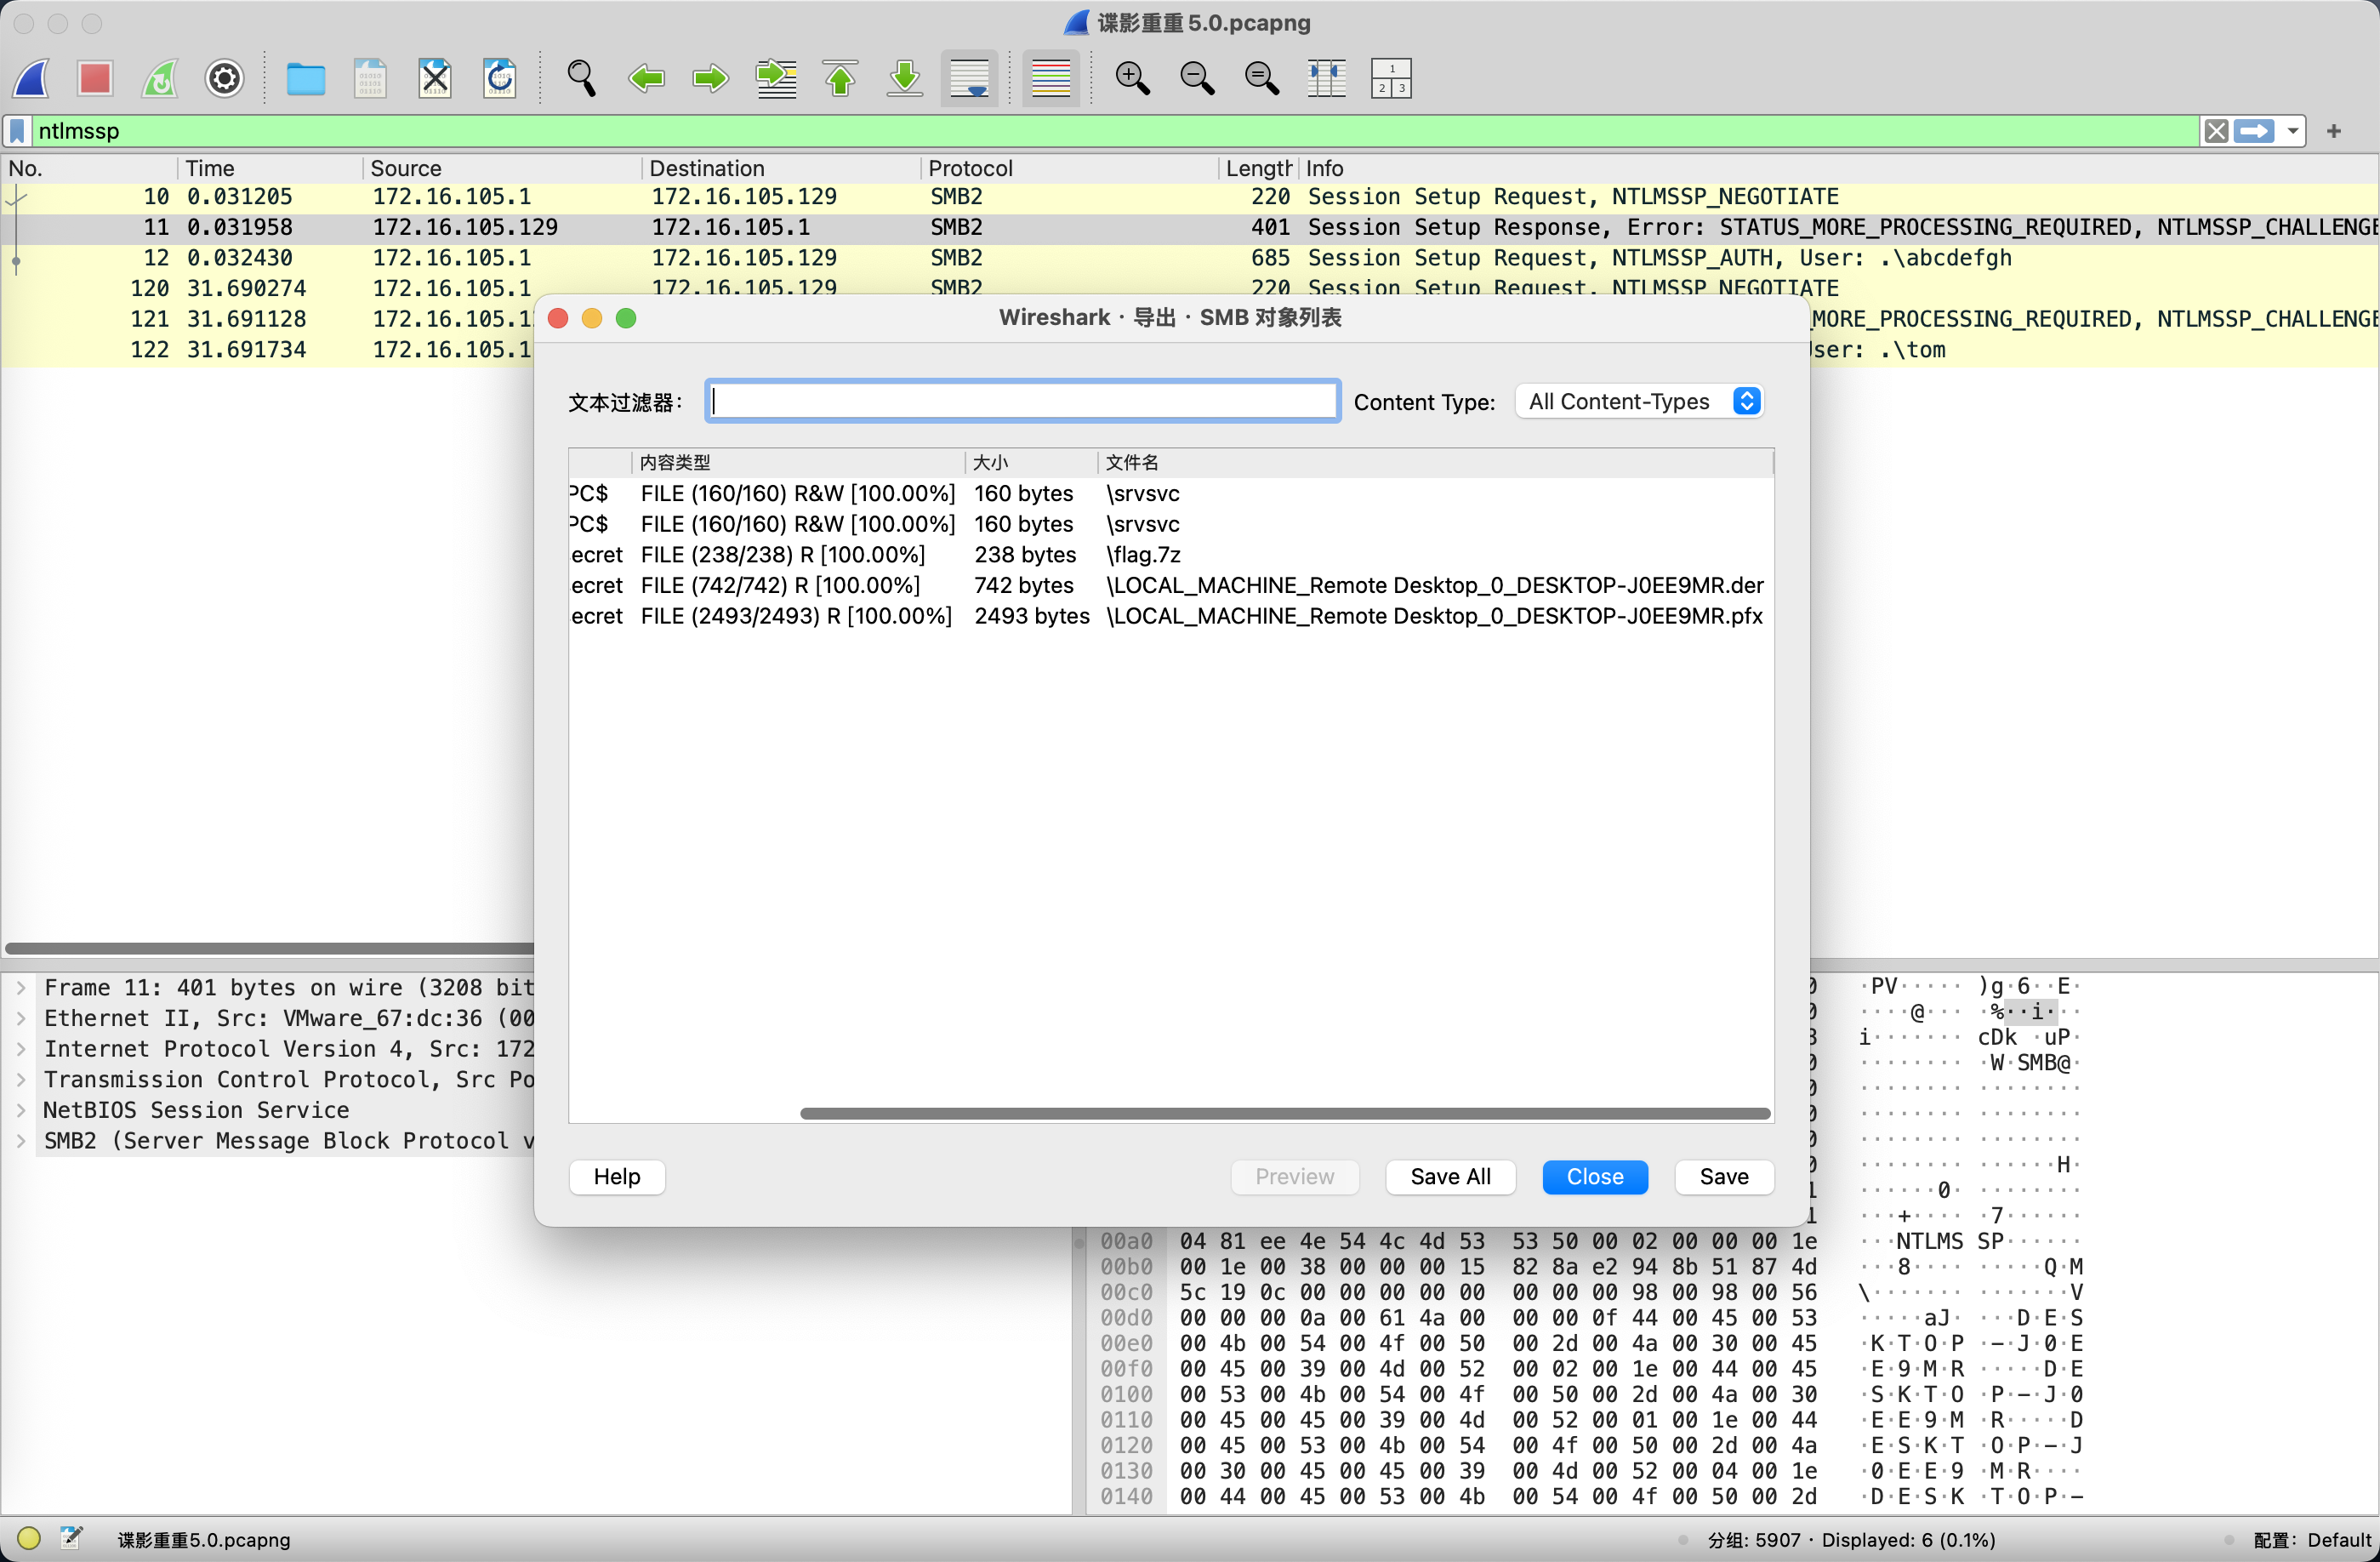 谍影重重5.0.pcapng
ntlmssp
No. Time Source Destination Protocol Length Info
10 0.031205 172.16.105.1 172.16.105.129 SMB2 220 Session Setup Request, NTLMSSP_NEGOTIATE
11 0.031958 172.16.105.129 172.16.105.1 SMB2 401 Session Setup Response, Error: STATUS_MORE_PROCESSING_REQUIRED, NTLMSSP_CHALLENGE
12 0.032430 172.16.105.1 172.16.105.129 SMB2 685 Session Setup Request, NTLMSSP_AUTH, User: .\abcdefgh
120 31.690274 172.16.105.1 172.16.105.129 SMB2 220 Session Setup Request, NTLMSSP_NEGOTIATE
121 31.691128 172.16.105.1 MORE_PROCESSING_REQUIRED, NTLMSSP_CHALLENGE
122 31.691734 172.16.105.1 ser: .\tom
Wireshark · 导出 · SMB 对象列表
文本过滤器： Content Type: All Content-Types
内容类型 大小 文件名
PC$ FILE (160/160) R&W [100.00%] 160 bytes \srvsvc
PC$ FILE (160/160) R&W [100.00%] 160 bytes \srvsvc
ecret FILE (238/238) R [100.00%] 238 bytes \flag.7z
ecret FILE (742/742) R [100.00%] 742 bytes \LOCAL_MACHINE_Remote Desktop_0_DESKTOP-J0EE9MR.der
ecret FILE (2493/2493) R [100.00%] 2493 bytes \LOCAL_MACHINE_Remote Desktop_0_DESKTOP-J0EE9MR.pfx
Help Preview Save All Close Save
Frame 11: 401 bytes on wire (3208 bit
Ethernet II, Src: VMware_67:dc:36 (00
Internet Protocol Version 4, Src: 172
Transmission Control Protocol, Src Po
NetBIOS Session Service
SMB2 (Server Message Block Protocol v
0 ·PV····· )g·6··E·
0 ····@··· ·%··i···
3 i······· cDk·uP·
0 ········ ·W·SMB@·
0 ········ ········
0 ········ ········
0 ········ ········
0 ········ ······H·
1 ······0· ········
1 ···+···· ·7······
00a0 04 81 ee 4e 54 4c 4d 53 53 50 00 02 00 00 00 1e ···NTLMS SP······
00b0 00 1e 00 38 00 00 00 15 82 8a e2 94 8b 51 87 4d ···8···· ·····Q·M
00c0 5c 19 0c 00 00 00 00 00 00 00 00 98 00 98 00 56 \······· ·······V
00d0 00 00 00 0a 00 61 4a 00 00 00 0f 44 00 45 00 53 ·····aJ· ···D·E·S
00e0 00 4b 00 54 00 4f 00 50 00 2d 00 4a 00 30 00 45 ·K·T·O·P ·-·J·0·E
00f0 00 45 00 39 00 4d 00 52 00 02 00 1e 00 44 00 45 ·E·9·M·R ·····D·E
0100 00 53 00 4b 00 54 00 4f 00 50 00 2d 00 4a 00 30 ·S·K·T·O ·P·-·J·0
0110 00 45 00 45 00 39 00 4d 00 52 00 01 00 1e 00 44 ·E·E·9·M ·R·····D
0120 00 45 00 53 00 4b 00 54 00 4f 00 50 00 2d 00 4a ·E·S·K·T ·O·P·-·J
0130 00 30 00 45 00 45 00 39 00 4d 00 52 00 04 00 1e ·0·E·E·9 ·M·R····
0140 00 44 00 45 00 53 00 4b 00 54 00 4f 00 50 00 2d ·D·E·S·K ·T·O·P·-
谍影重重5.0.pcapng 分组: 5907 · Displayed: 6 (0.1%) 配置： Default